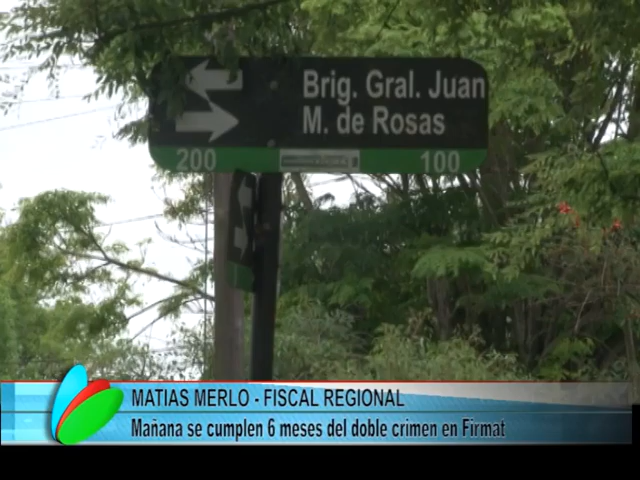 Brig. Gral. Juan
M. de Rosas
200
100
MATIAS MERLO - FISCAL REGIONAL
Mañana se cumplen 6 meses del doble crimen en Firmat